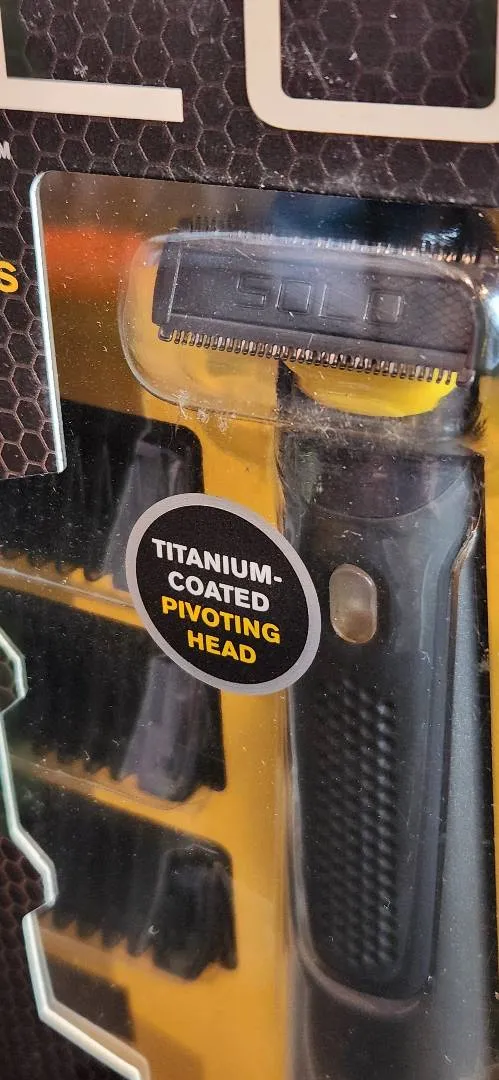 M
S
SOLO
TITANIUM-
COATED
PIVOTING
HEAD